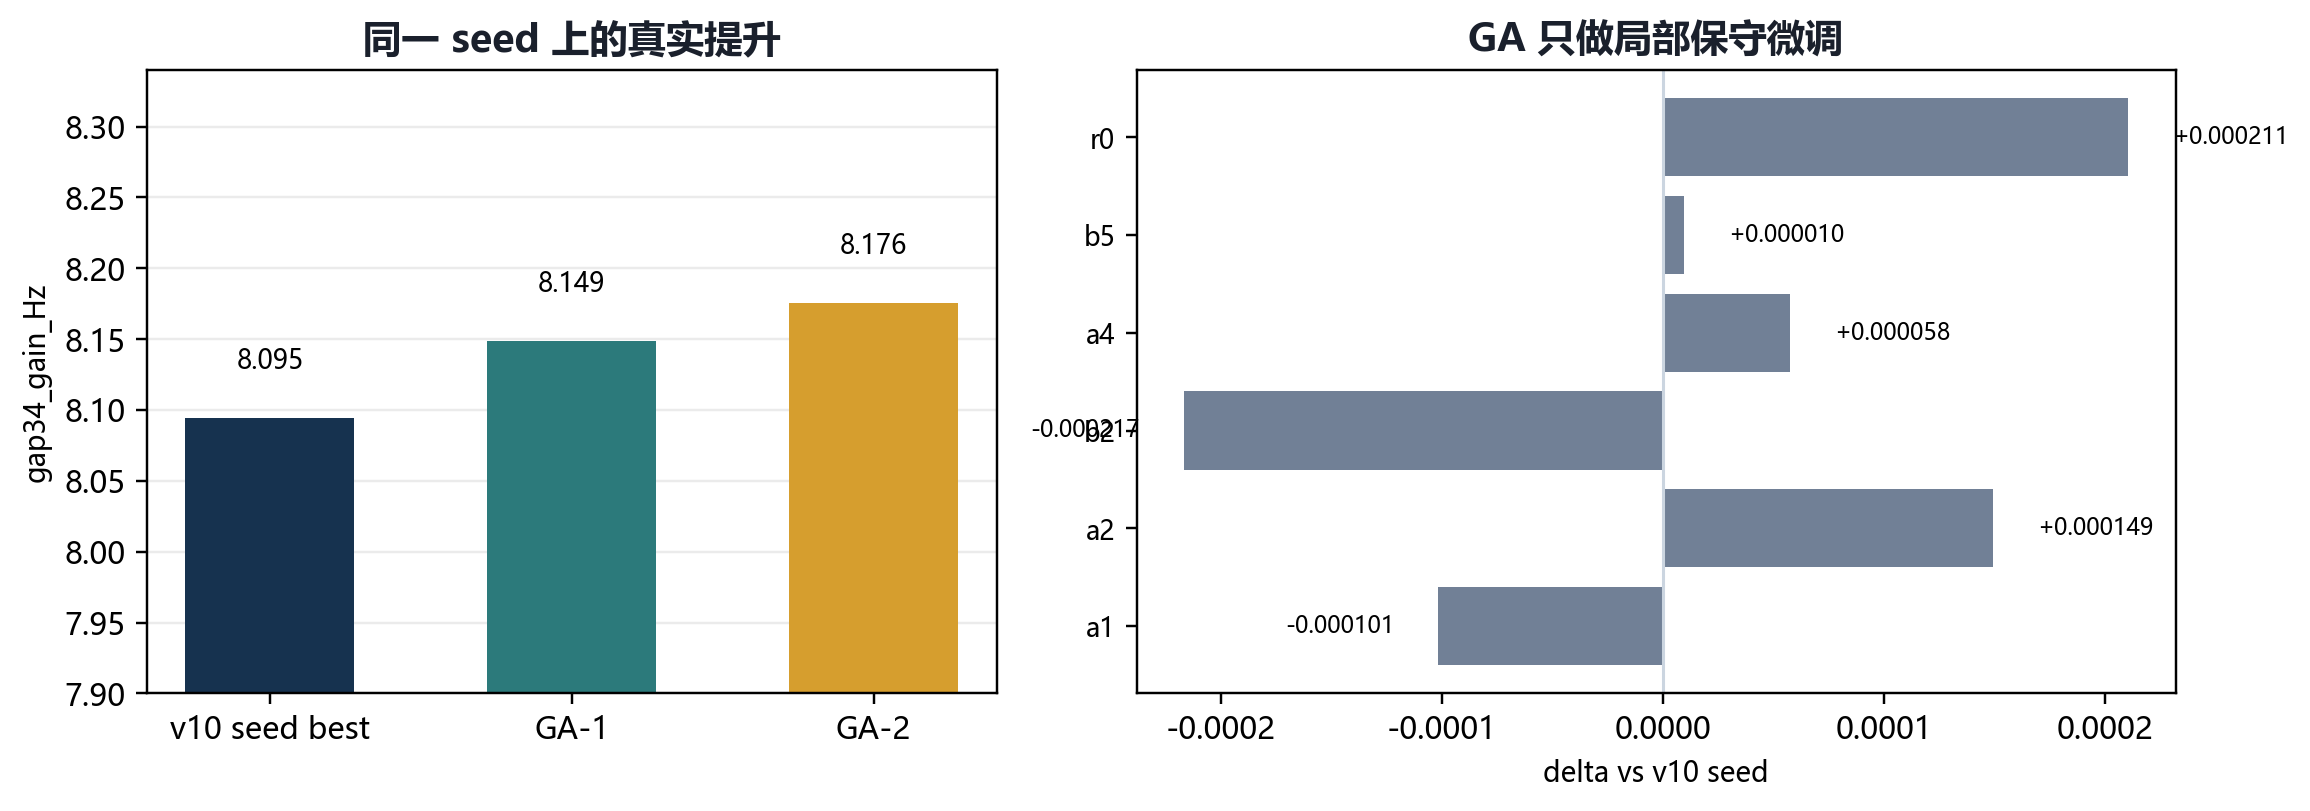 同一 seed 上的真实提升
gap34_gain_Hz
8.30
8.25
8.20
8.15
8.10
8.05
8.00
7.95
7.90
8.095
8.149
8.176
v10 seed best
GA-1
GA-2
GA 只做局部保守微调
r0
b5
a4
b2
a2
a1
+0.000211
+0.000010
+0.000058
-0.000217
+0.000149
-0.000101
-0.0002
-0.0001
0.0000
0.0001
0.0002
delta vs v10 seed